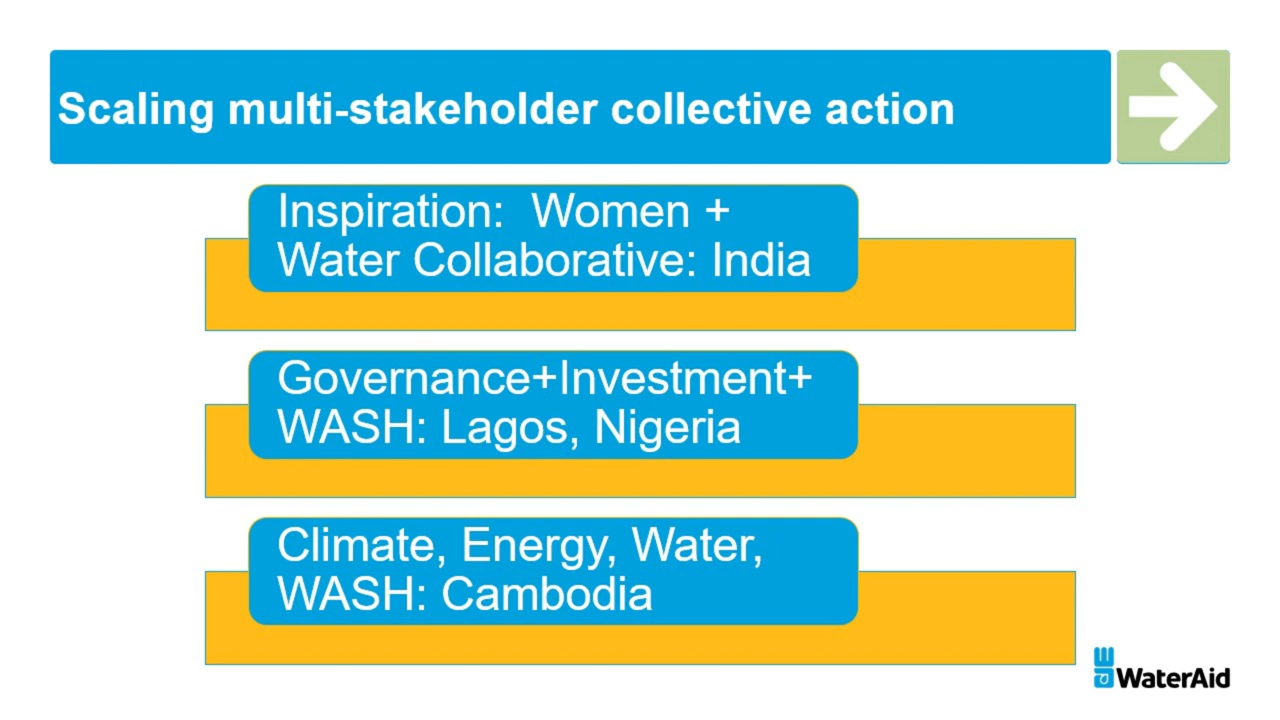 Scaling multi-stakeholder collective action
Inspiration:  Women +
Water Collaborative: India
Governance+Investment+
WASH: Lagos, Nigeria
Climate, Energy, Water,
WASH: Cambodia
WaterAid